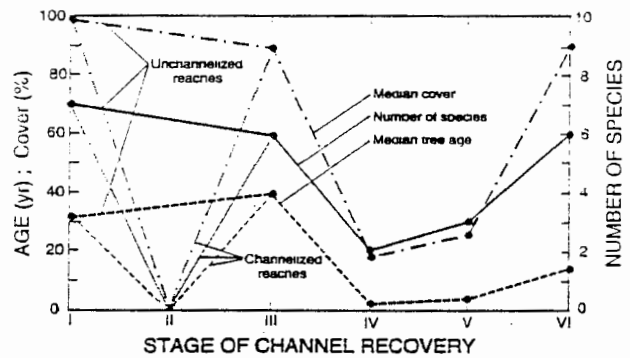 100
80
60
40
20
0
AGE (yr) ; Cover (%)
Unchannelized
reaches
Median cover
Number of species
Median tree age
Channelized
reaches
10
8
6
4
2
0
NUMBER OF SPECIES
I II III IV V VI
STAGE OF CHANNEL RECOVERY